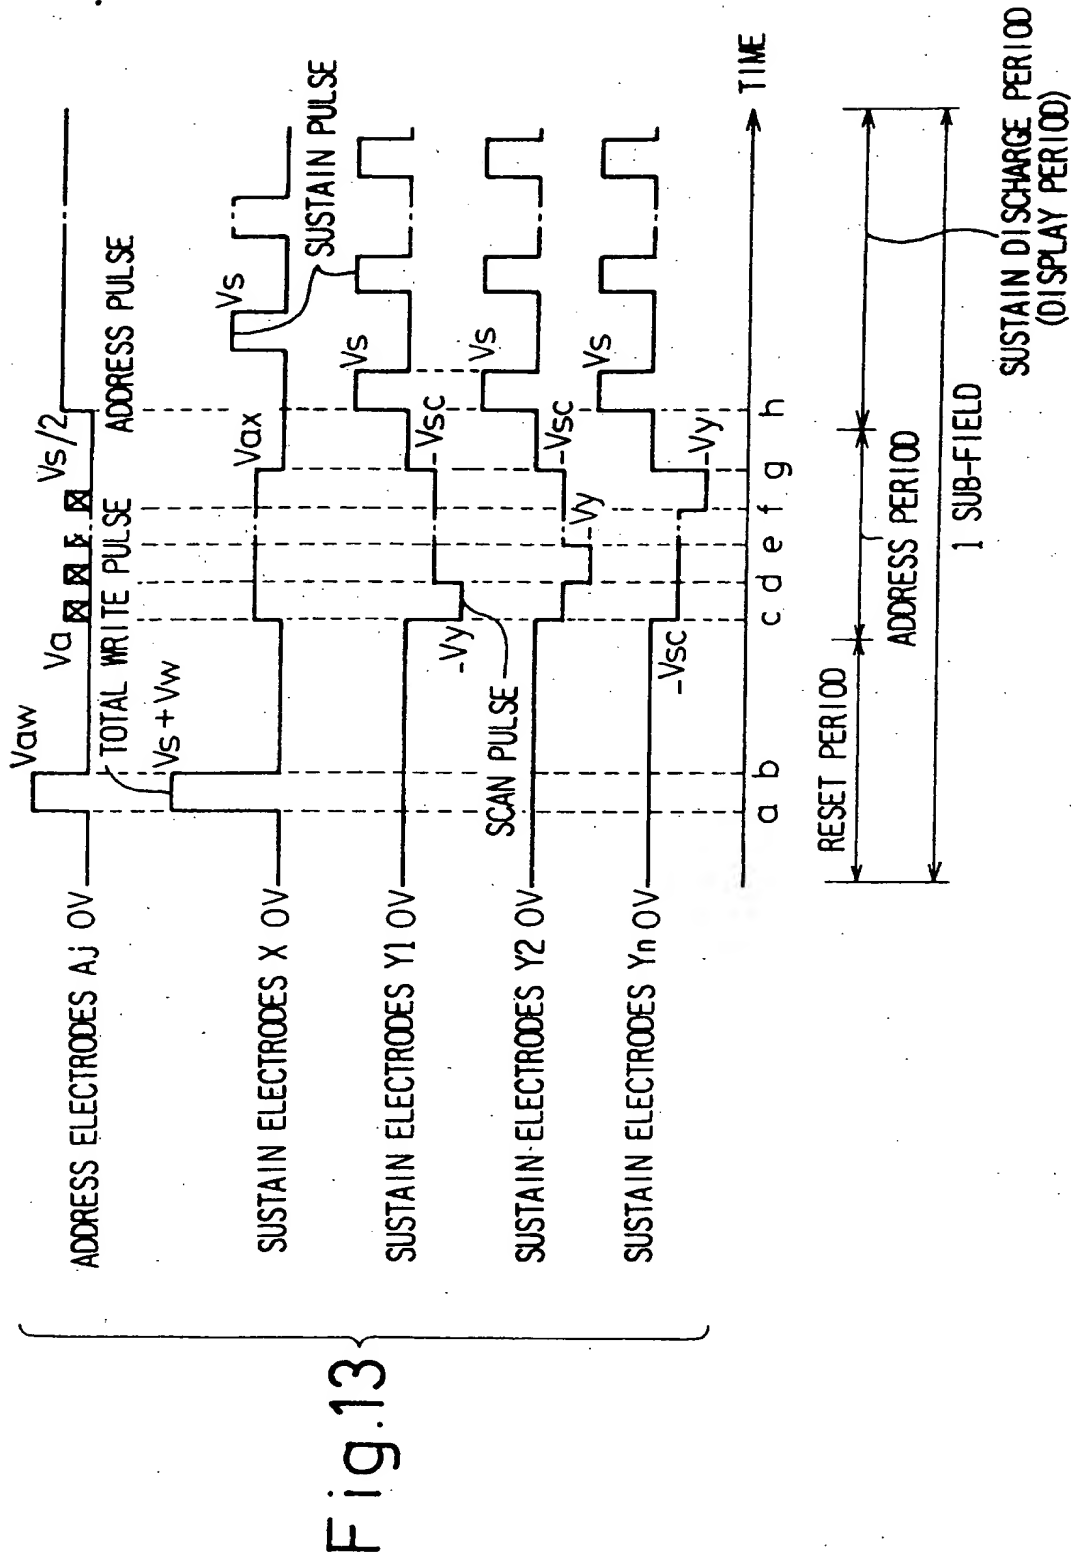 Fig.13
ADDRESS ELECTRODES Aj 0V
Vaw
Va
Vs/2
TOTAL WRITE PULSE
ADDRESS PULSE
SUSTAIN ELECTRODES X 0V
Vs+Vw
Vax
Vs
SUSTAIN PULSE
SUSTAIN ELECTRODES Y1 0V
-Vy
-Vsc
Vs
SCAN PULSE
SUSTAIN ELECTRODES Y2 0V
-Vy
-Vsc
Vs
SUSTAIN ELECTRODES Yn 0V
-Vsc
-Vy
Vs
a b c d e f g h
TIME
RESET PERIOD
ADDRESS PERIOD
1 SUB-FIELD
SUSTAIN DISCHARGE PERIOD
(DISPLAY PERIOD)